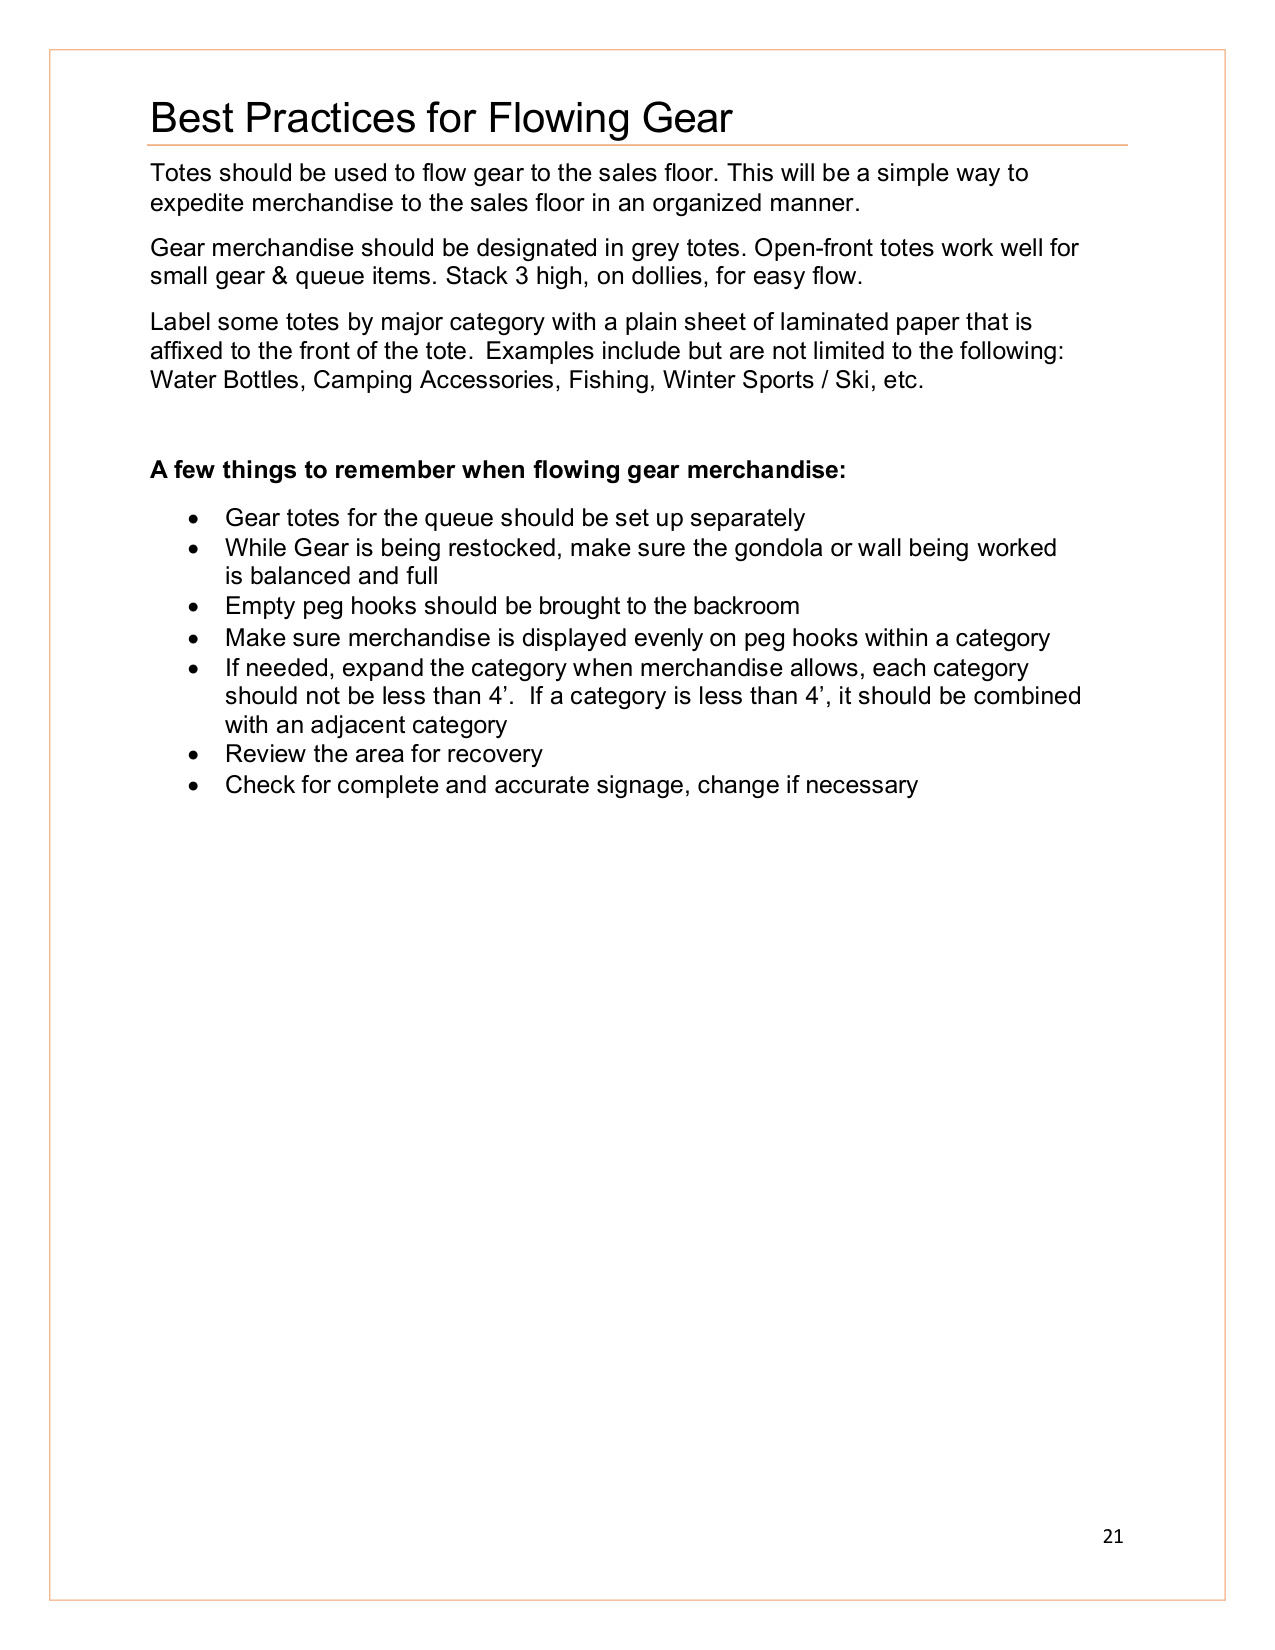 Best Practices for Flowing Gear
Totes should be used to flow gear to the sales floor. This will be a simple way to
expedite merchandise to the sales floor in an organized manner.
Gear merchandise should be designated in grey totes. Open-front totes work well for
small gear & queue items. Stack 3 high, on dollies, for easy flow.
Label some totes by major category with a plain sheet of laminated paper that is
affixed to the front of the tote.  Examples include but are not limited to the following:
Water Bottles, Camping Accessories, Fishing, Winter Sports / Ski, etc.
A few things to remember when flowing gear merchandise:
• Gear totes for the queue should be set up separately
• While Gear is being restocked, make sure the gondola or wall being worked
is balanced and full
• Empty peg hooks should be brought to the backroom
• Make sure merchandise is displayed evenly on peg hooks within a category
• If needed, expand the category when merchandise allows, each category
should not be less than 4’.  If a category is less than 4’, it should be combined
with an adjacent category
• Review the area for recovery
• Check for complete and accurate signage, change if necessary
21